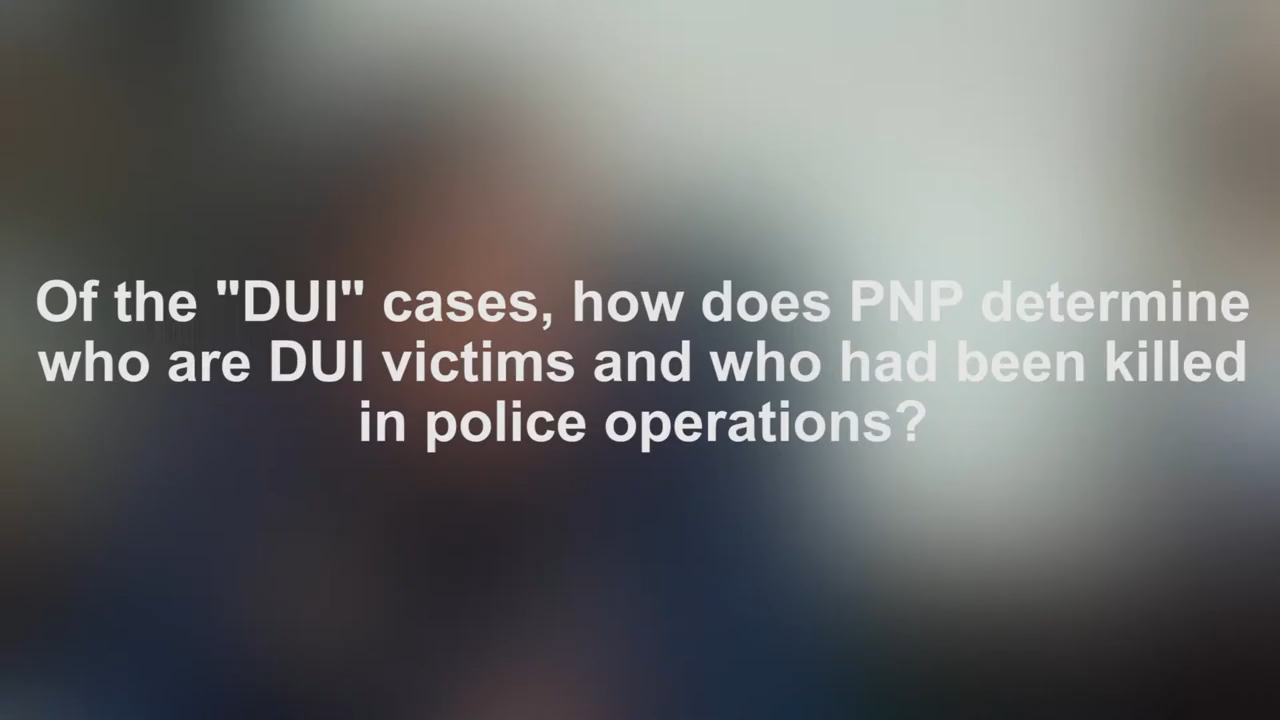 Of the "DUI" cases, how does PNP determine
who are DUI victims and who had been killed
in police operations?